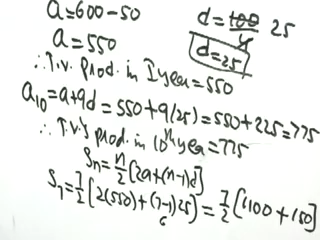 a=600-50
d=100/4 25
a=550
d=25
∴T.V. prod. in I year=550
a10=a+9d=550+9(25)=550+225=775
∴T.V.s prod. in 10th year=775
Sn=n/2[2a+(n-1)d]
S7=7/2[2(550)+(7-1)25]=7/2[1100+150]
6